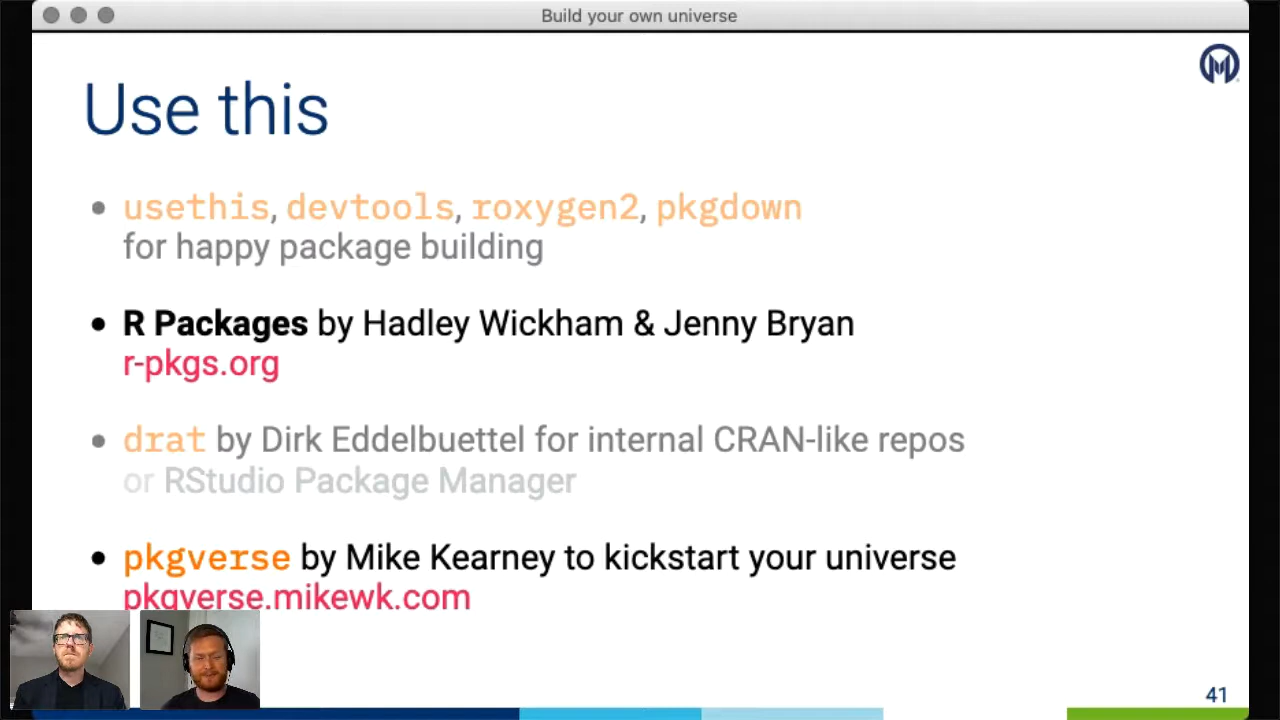 Build your own universe
Use this
• usethis, devtools, roxygen2, pkgdown
for happy package building
• R Packages by Hadley Wickham & Jenny Bryan
r-pkgs.org
• drat by Dirk Eddelbuettel for internal CRAN-like repos
or RStudio Package Manager
• pkgverse by Mike Kearney to kickstart your universe
pkgverse.mikewk.com
41